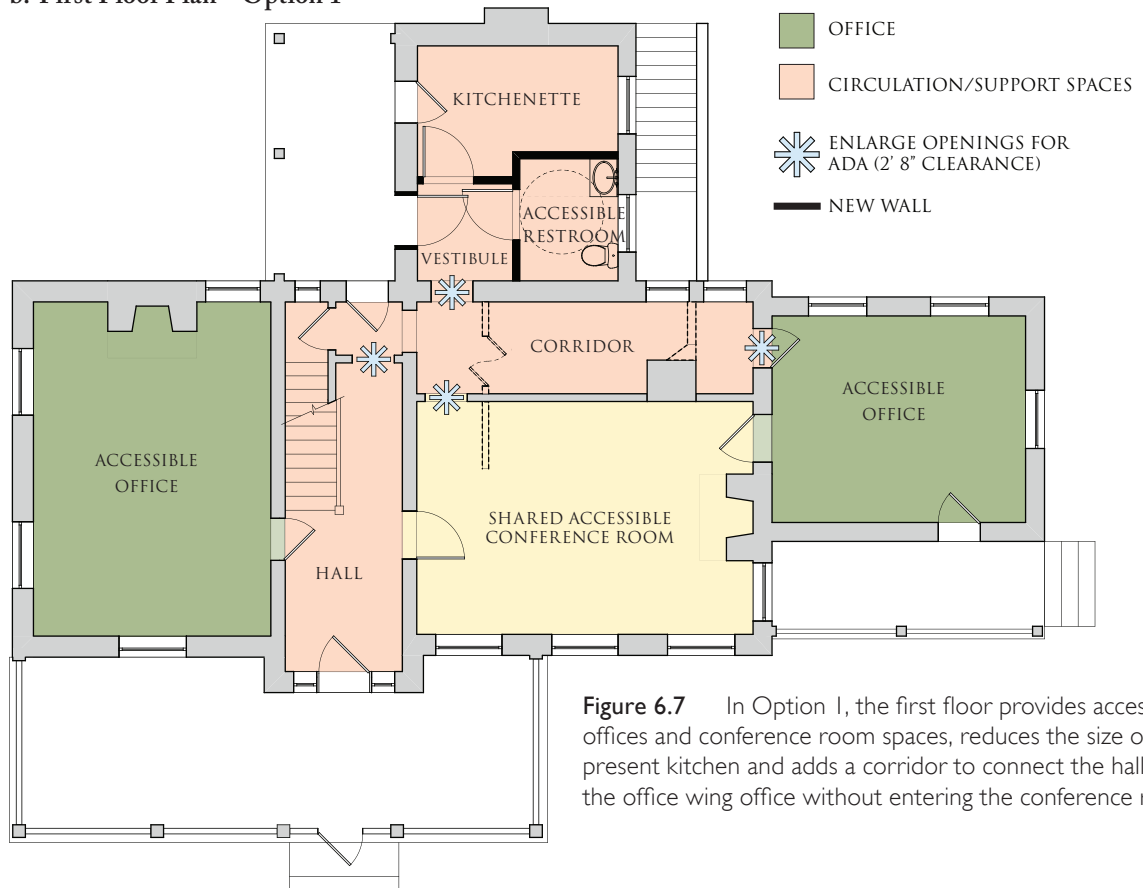 b. First Floor Plan - Option 1
OFFICE
CIRCULATION/SUPPORT SPACES
ENLARGE OPENINGS FOR
ADA (2' 8" CLEARANCE)
NEW WALL
KITCHENETTE
ACCESSIBLE
RESTROOM
VESTIBULE
CORRIDOR
ACCESSIBLE
OFFICE
ACCESSIBLE
OFFICE
SHARED ACCESSIBLE
CONFERENCE ROOM
HALL
Figure 6.7 In Option 1, the first floor provides acces
offices and conference room spaces, reduces the size o
present kitchen and adds a corridor to connect the hall
the office wing office without entering the conference